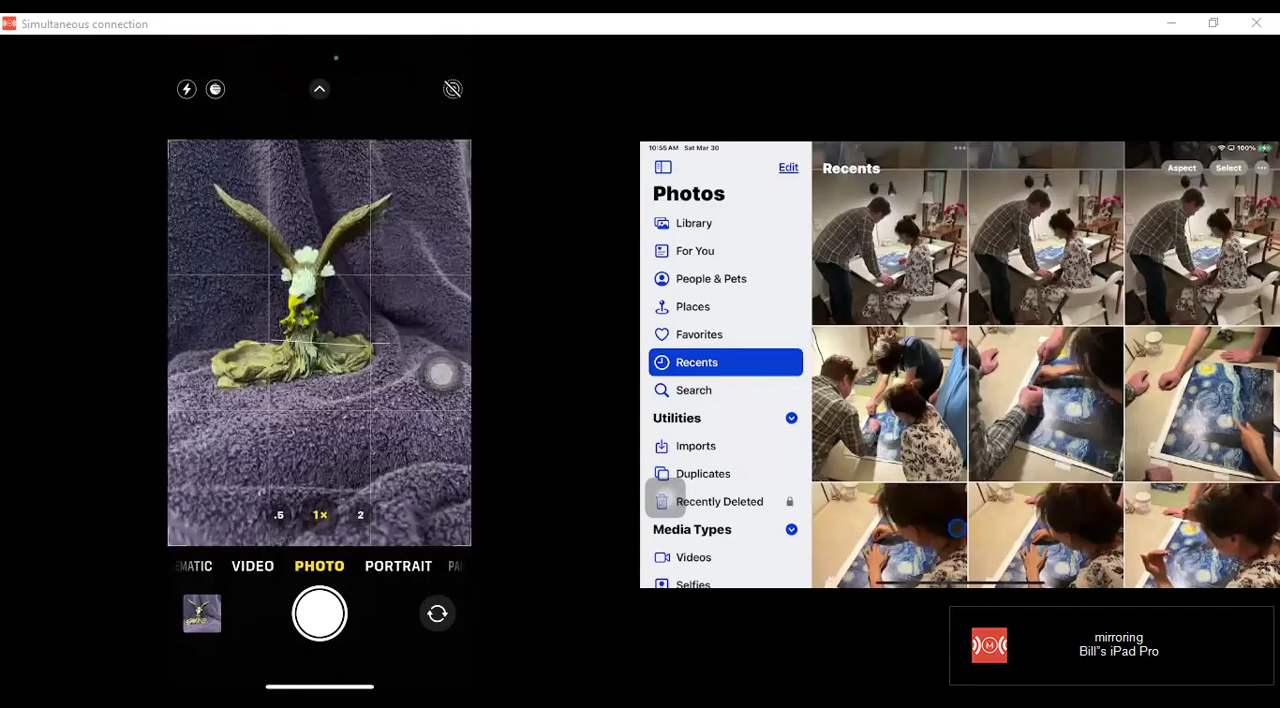 Simultaneous connection
.5 1× 2
EMATIC VIDEO PHOTO PORTRAIT PA
10:55 AM Sat Mar 30
100%
Edit
Photos
Library
For You
People & Pets
Places
Favorites
Recents
Search
Utilities
Imports
Duplicates
Recently Deleted
Media Types
Videos
Selfies
Recents
Aspect Select
M
mirroring
Bill"s iPad Pro